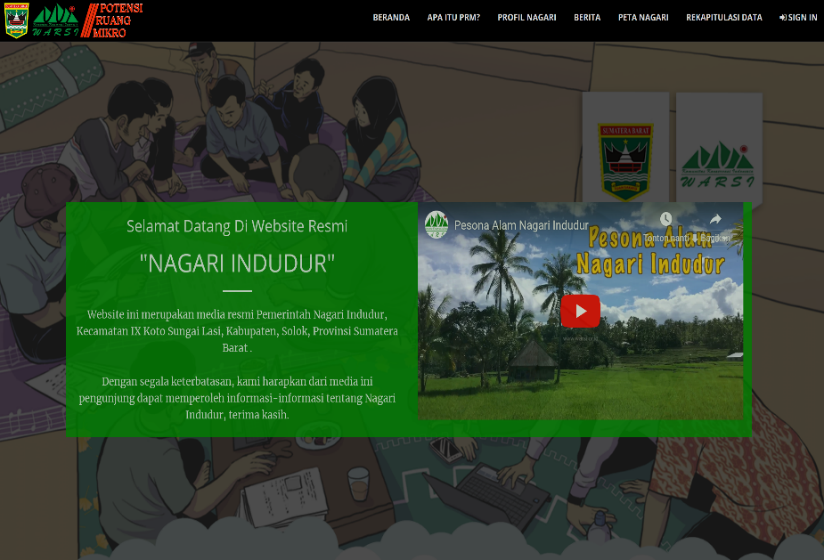 POTENSI
RUANG
MIKRO
WARSI
BERANDA APA ITU PRM? PROFIL NAGARI BERITA PETA NAGARI REKAPITULASI DATA SIGN IN
SUMATERA BARAT
WARSI
Selamat Datang Di Website Resmi
"NAGARI INDUDUR"
Website ini merupakan media resmi Pemerintah Nagari Indudur,
Kecamatan IX Koto Sungai Lasi, Kabupaten, Solok, Provinsi Sumatera
Barat .
Dengan segala keterbatasan, kami harapkan dari media ini
pengunjung dapat memperoleh informasi-informasi tentang Nagari
Indudur, terima kasih.
Pesona Alam Nagari Indudur
Pesona Alam
Nagari Indudur